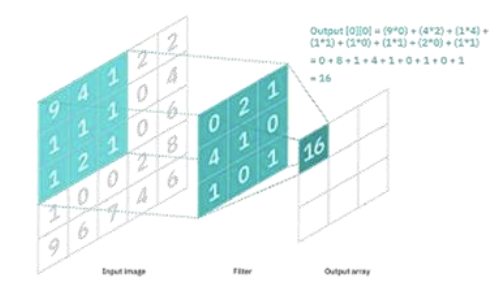 Output [0][0] = (9*0) + (4*2) + (1*4) +
(1*1) + (1*0) + (1*1) + (2*0) + (1*1)
= 0 + 8 + 1 + 4 + 1 + 0 + 1 + 0 + 1
= 16
9 4 1 2 2
1 1 1 0 4
1 2 1 0 6
1 0 0 2 8
9 6 7 4 6
0 2 1
4 1 0
1 0 1
16
Input image
Filter
Output array